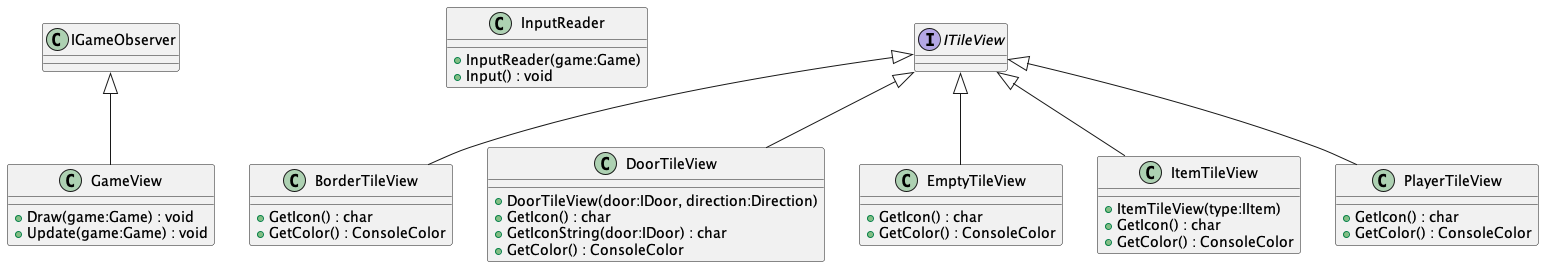 C IGameObserver
C InputReader
+ InputReader(game:Game)
+ Input() : void
I ITileView
C GameView
+ Draw(game:Game) : void
+ Update(game:Game) : void
C BorderTileView
GetIcon() : char
GetColor() : ConsoleColor
C DoorTileView
DoorTileView(door:IDoor, direction:Direction)
GetIcon() : char
GetIconString(door:IDoor) : char
GetColor() : ConsoleColor
C EmptyTileView
GetIcon() : char
GetColor() : ConsoleColor
C ItemTileView
ItemTileView(type:IItem)
GetIcon() : char
GetColor() : ConsoleColor
C PlayerTileView
GetIcon() : char
GetColor() : ConsoleColor